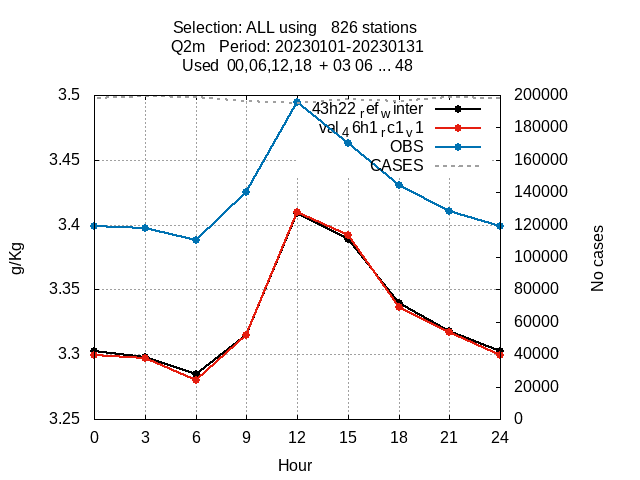 Selection: ALL using 826 stations
Q2m Period: 20230101-20230131
Used 00,06,12,18 + 03 06 ... 48
3.5
3.45
3.4
3.35
3.3
3.25
g/Kg
200000
180000
160000
140000
120000
100000
80000
60000
40000
20000
0
No cases
43h22refwinter
val46h1rc1v1
OBS
CASES
0 3 6 9 12 15 18 21 24
Hour